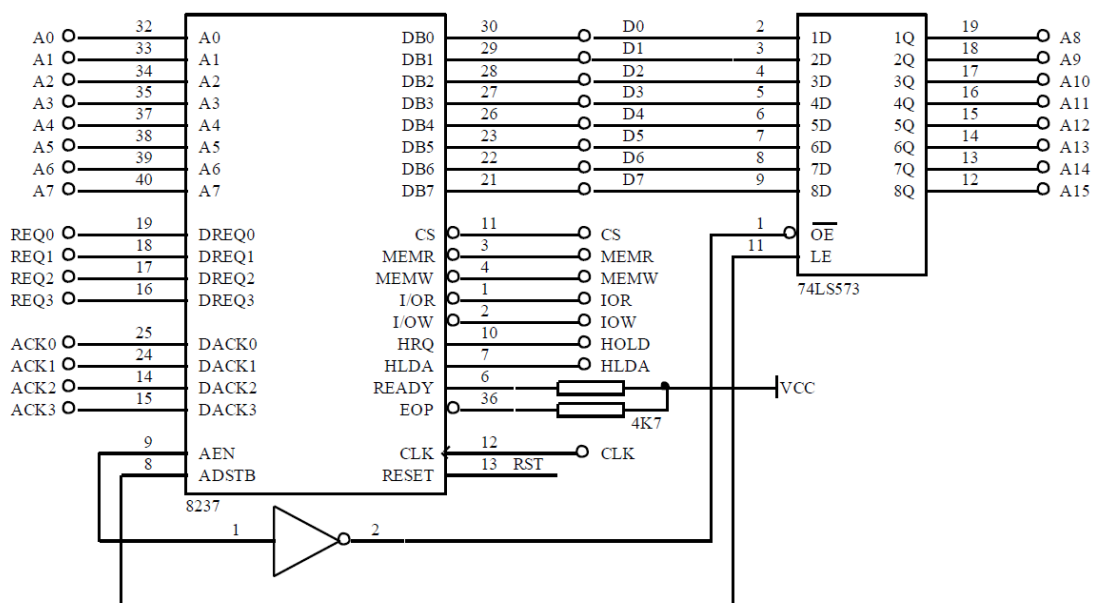 32 30 D0 2 19
A0 A0 DB0 1D 1Q A8
33 29 D1 3 18
A1 A1 DB1 2D 2Q A9
34 28 D2 4 17
A2 A2 DB2 3D 3Q A10
35 27 D3 5 16
A3 A3 DB3 4D 4Q A11
37 26 D4 6 15
A4 A4 DB4 5D 5Q A12
38 23 D5 7 14
A5 A5 DB5 6D 6Q A13
39 22 D6 8 13
A6 A6 DB6 7D 7Q A14
40 21 D7 9 12
A7 A7 DB7 8D 8Q A15
19 11 1
REQ0 DREQ0 CS CS OE
18 3 11
REQ1 DREQ1 MEMR MEMR LE
17 4
REQ2 DREQ2 MEMW MEMW 74LS573
16 1
REQ3 DREQ3 I/OR IOR
2
I/OW IOW
25 10
ACK0 DACK0 HRQ HOLD
24 7
ACK1 DACK1 HLDA HLDA
14 6
ACK2 DACK2 READY VCC
15 36
ACK3 DACK3 EOP 4K7
9 12
AEN CLK CLK
8 13 RST
ADSTB RESET
8237
1 2